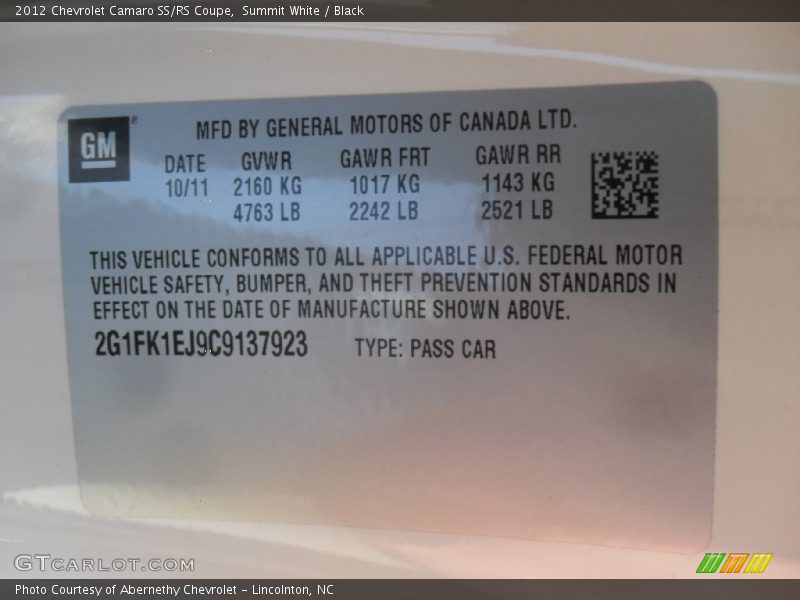 2012 Chevrolet Camaro SS/RS Coupe, Summit White / Black
GM
MFD BY GENERAL MOTORS OF CANADA LTD.
DATE GVWR GAWR FRT GAWR RR
10/11 2160 KG 1017 KG 1143 KG
4763 LB 2242 LB 2521 LB
THIS VEHICLE CONFORMS TO ALL APPLICABLE U.S. FEDERAL MOTOR
VEHICLE SAFETY, BUMPER, AND THEFT PREVENTION STANDARDS IN
EFFECT ON THE DATE OF MANUFACTURE SHOWN ABOVE.
2G1FK1EJ9C9137923 TYPE: PASS CAR
GTCARLOT.COM
Photo Courtesy of Abernethy Chevrolet – Lincolnton, NC